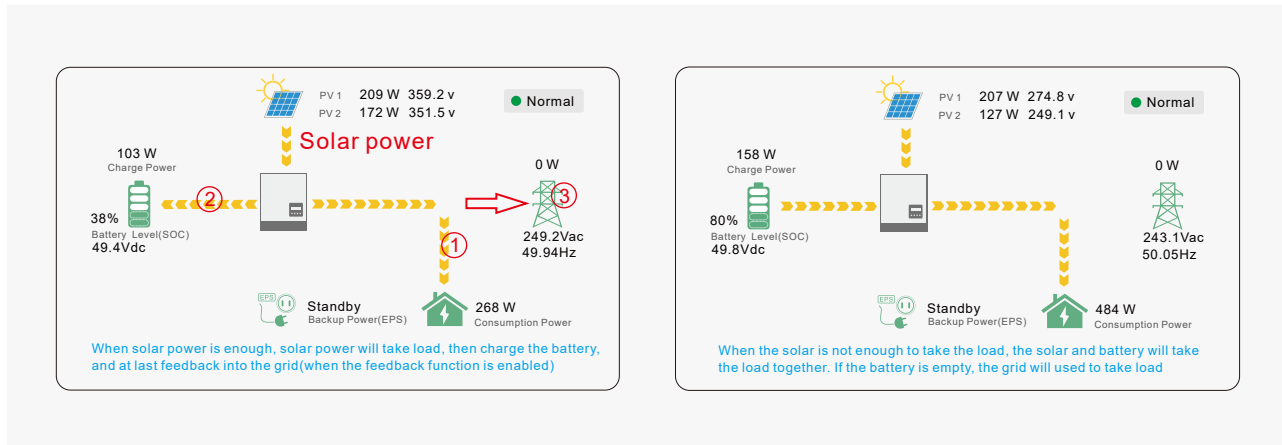 PV 1 209 W 359.2 v
PV 2 172 W 351.5 v
Normal
Solar power
103 W
Charge Power
②
0 W
③
38%
Battery Level(SOC)
49.4Vdc
①
249.2Vac
49.94Hz
EPS
Standby
Backup Power(EPS)
268 W
Consumption Power
When solar power is enough, solar power will take load, then charge the battery,
and at last feedback into the grid(when the feedback function is enabled)
PV 1 207 W 274.8 v
PV 2 127 W 249.1 v
Normal
158 W
Charge Power
0 W
80%
Battery Level(SOC)
49.8Vdc
243.1Vac
50.05Hz
EPS
Standby
Backup Power(EPS)
484 W
Consumption Power
When the solar is not enough to take the load, the solar and battery will take
the load together. If the battery is empty, the grid will used to take load